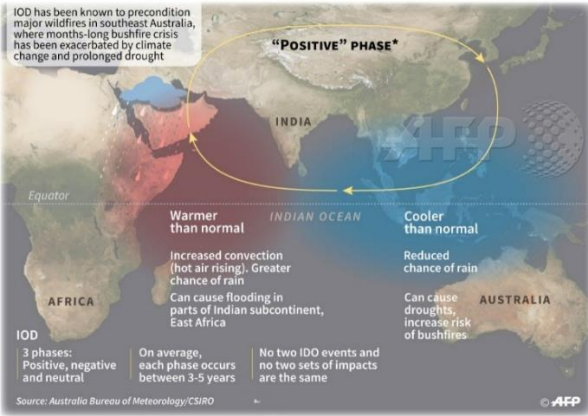 IOD has been known to precondition
major wildfires in southeast Australia,
where months-long bushfire crisis
has been exacerbated by climate
change and prolonged drought
"POSITIVE" PHASE*
INDIA
AFP
Equator
INDIAN OCEAN
Warmer
than normal
Increased convection
(hot air rising). Greater
chance of rain
Can cause flooding in
parts of Indian subcontinent,
East Africa
Cooler
than normal
Reduced
chance of rain
Can cause
droughts,
increase risk
of bushfires
AFRICA
AUSTRALIA
IOD
3 phases:
Positive, negative
and neutral
On average,
each phase occurs
between 3-5 years
No two IDO events and
no two sets of impacts
are the same
Source: Australia Bureau of Meteorology/CSIRO
© AFP